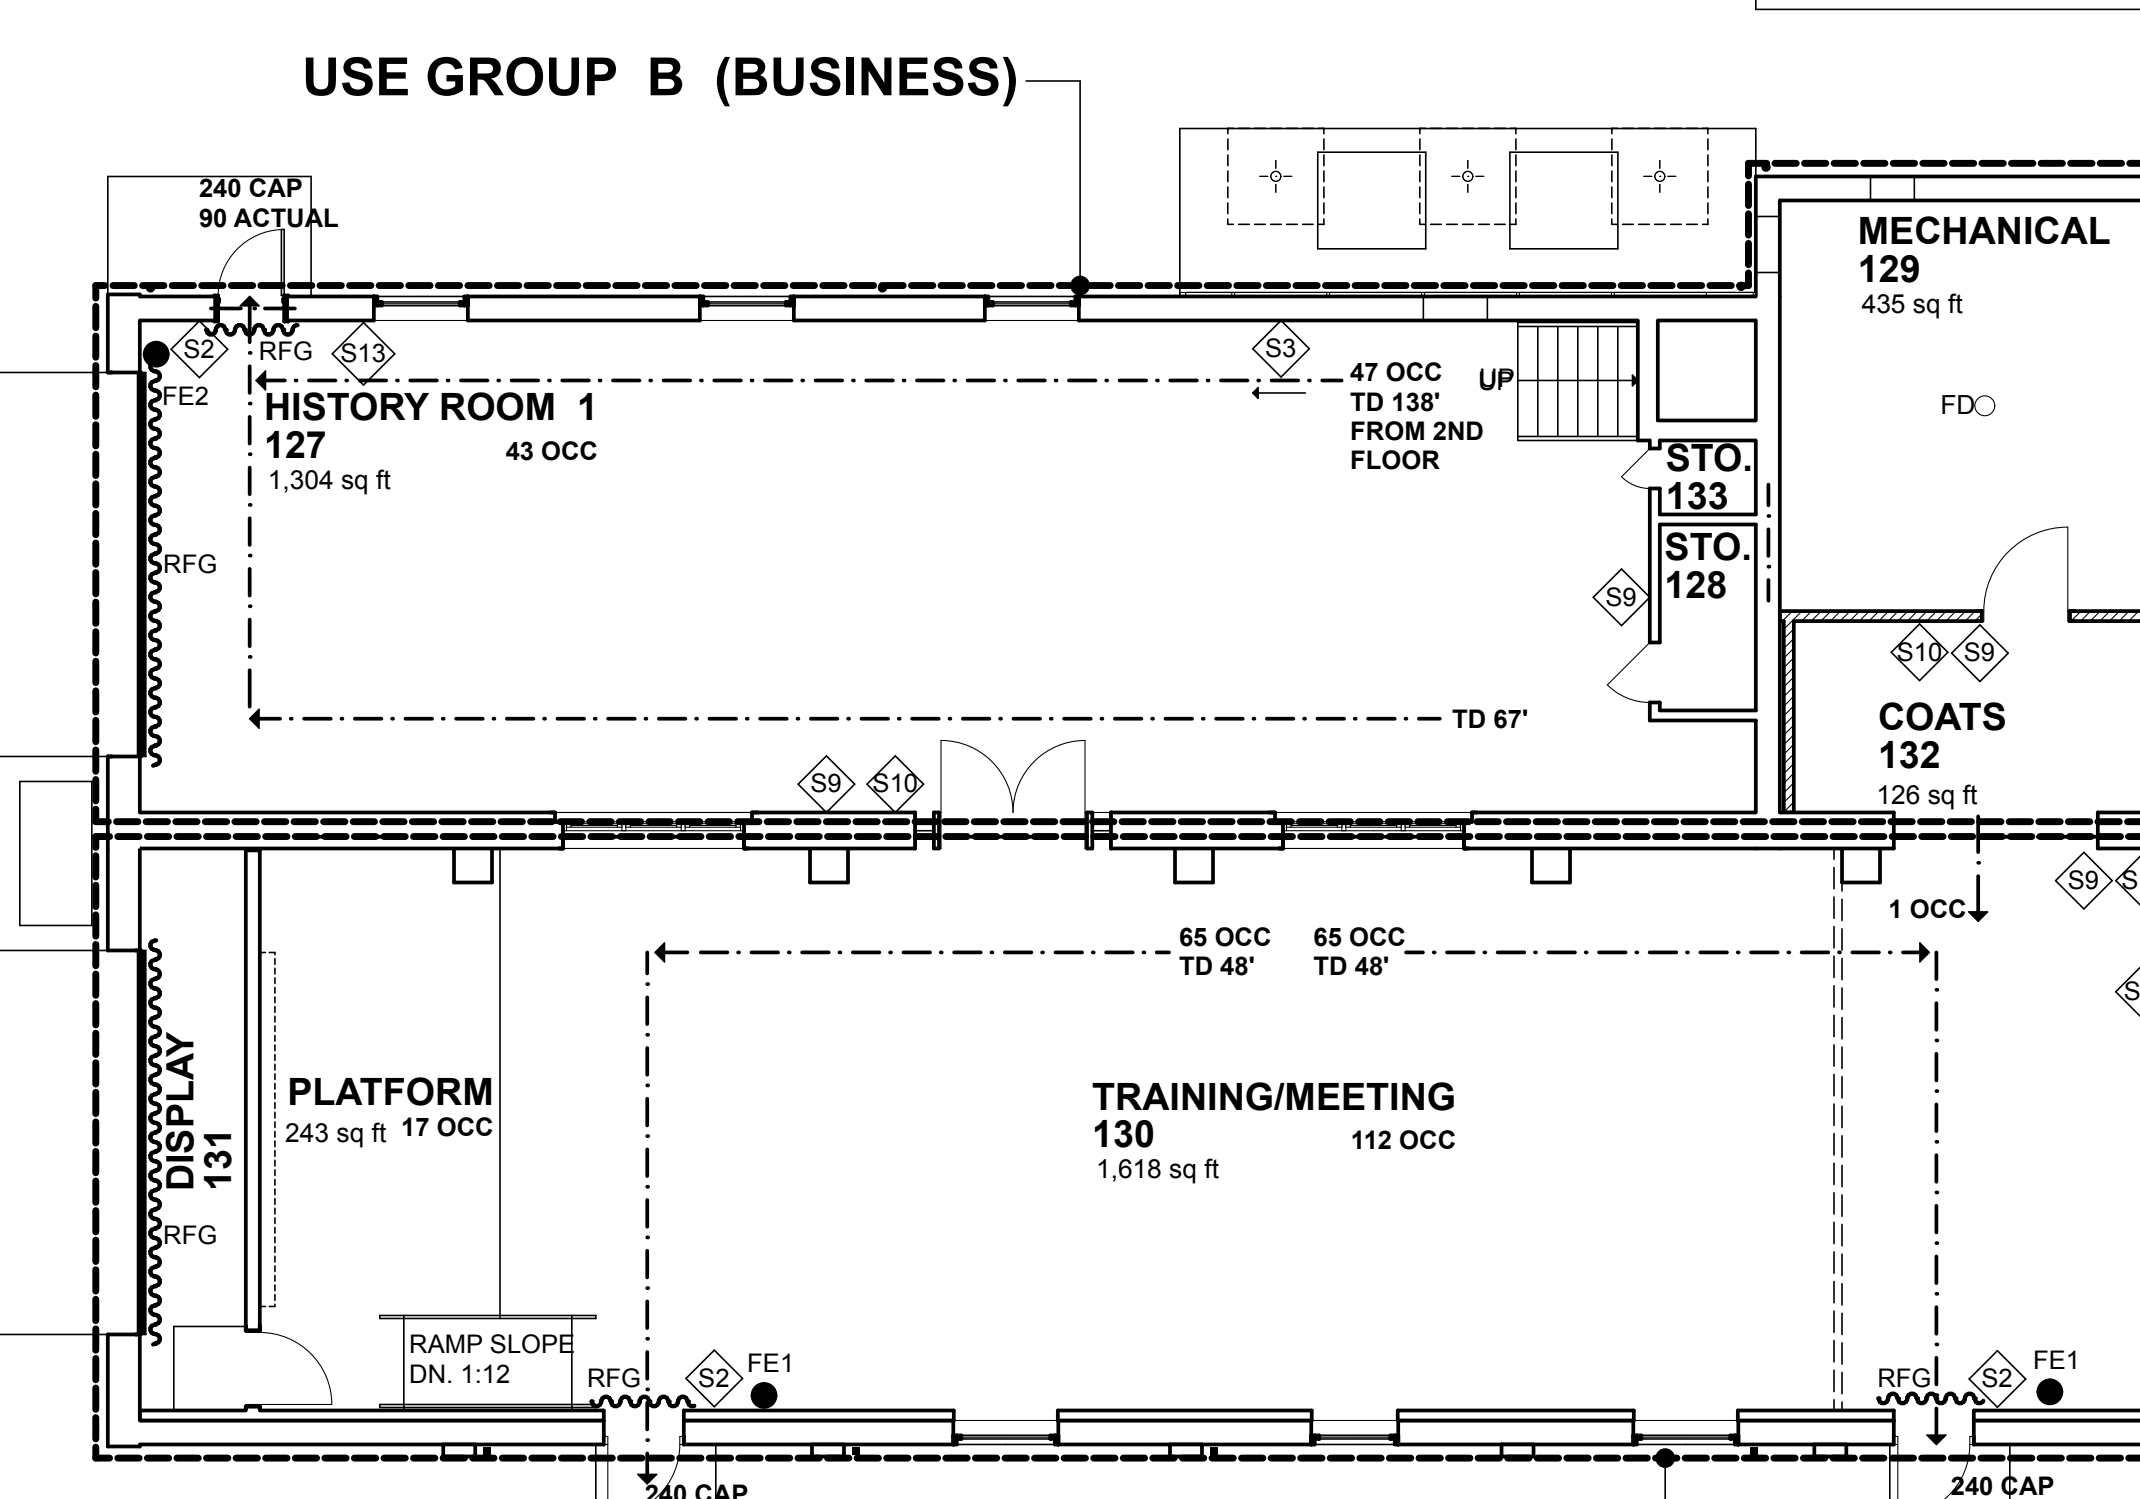 USE GROUP B (BUSINESS)
240 CAP
90 ACTUAL
MECHANICAL
129
435 sq ft
S2
RFG
S13
S3
FE2
HISTORY ROOM 1
127
43 OCC
1,304 sq ft
47 OCC
TD 138'
FROM 2ND
FLOOR
UP
FD
STO.
133
STO.
128
RFG
S9
S10
S9
COATS
132
126 sq ft
TD 67'
S9
S10
S9
S
1 OCC
65 OCC
TD 48'
65 OCC
TD 48'
S
DISPLAY
131
PLATFORM
243 sq ft
17 OCC
TRAINING/MEETING
130
112 OCC
1,618 sq ft
RFG
RAMP SLOPE
DN. 1:12
RFG
S2
FE1
RFG
S2
FE1
240 CAP
240 CAP